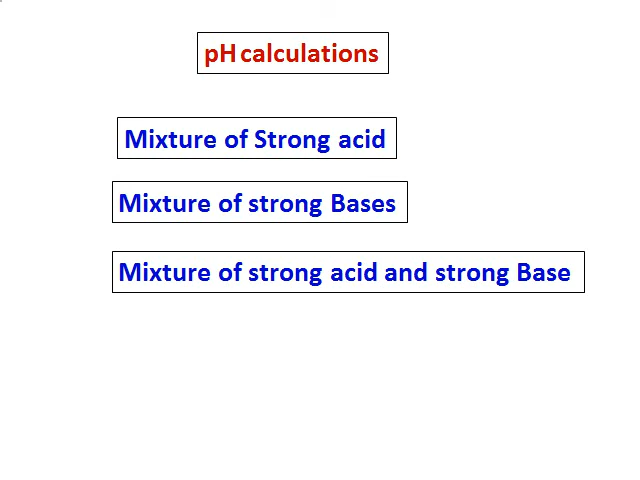 pH calculations
Mixture of Strong acid
Mixture of strong Bases
Mixture of strong acid and strong Base